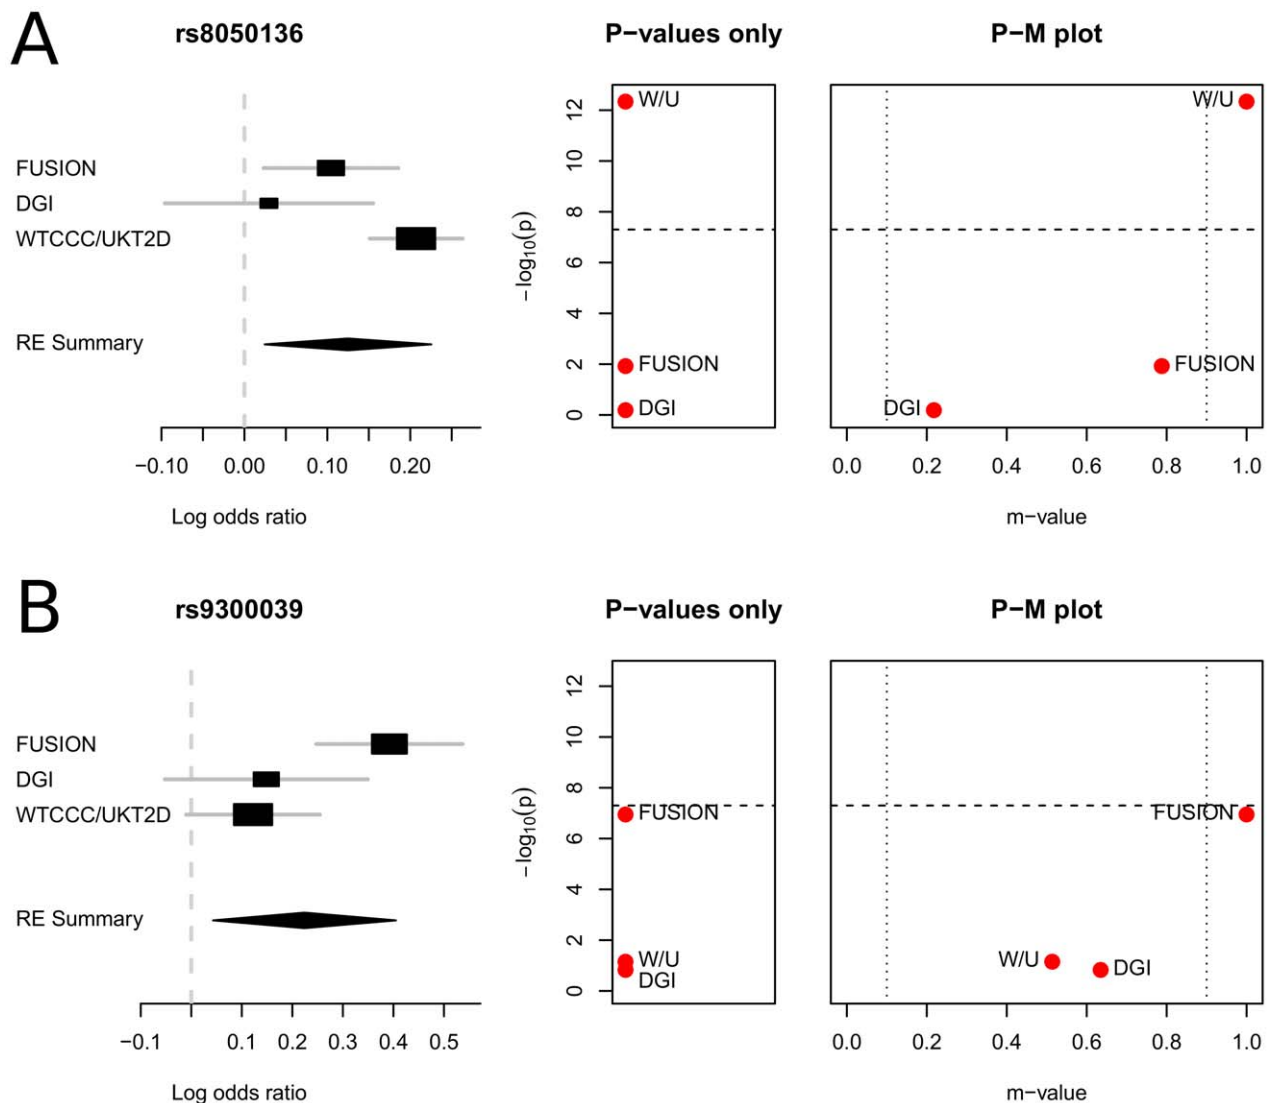 A
rs8050136
P−values only
P−M plot
FUSION
DGI
WTCCC/UKT2D
RE Summary
−0.10 0.00 0.10 0.20
Log odds ratio
−log10(p)
0 2 4 6 8 10 12
W/U
FUSION
DGI
W/U
FUSION
DGI
0.0 0.2 0.4 0.6 0.8 1.0
m−value
B
rs9300039
P−values only
P−M plot
FUSION
DGI
WTCCC/UKT2D
RE Summary
−0.1 0.1 0.2 0.3 0.4 0.5
Log odds ratio
−log10(p)
0 2 4 6 8 10 12
FUSION
W/U
DGI
FUSION
W/U
DGI
0.0 0.2 0.4 0.6 0.8 1.0
m−value